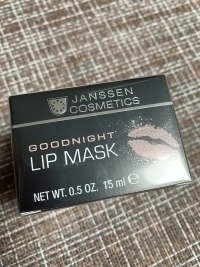 JANSSEN
COSMETICS
GOODNIGHT
LIP MASK
NET WT. 0.5 OZ. 15 ml ℮